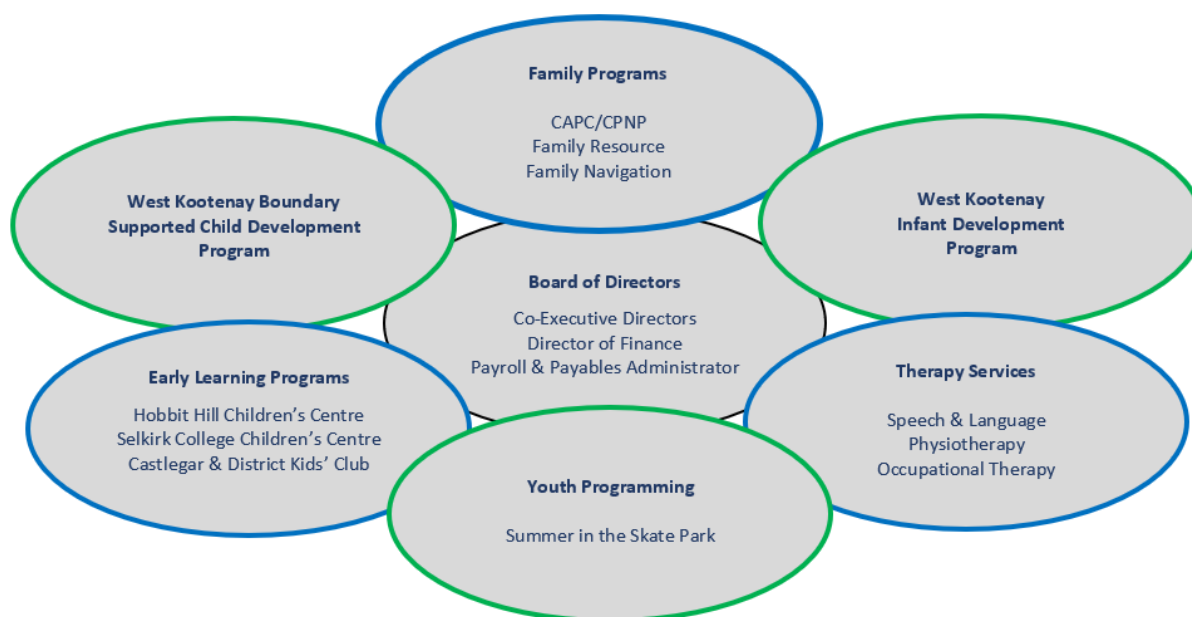 Family Programs
CAPC/CPNP
Family Resource
Family Navigation
West Kootenay Boundary
Supported Child Development
Program
West Kootenay
Infant Development
Program
Board of Directors
Co-Executive Directors
Director of Finance
Payroll & Payables Administrator
Early Learning Programs
Hobbit Hill Children’s Centre
Selkirk College Children’s Centre
Castlegar & District Kids’ Club
Therapy Services
Speech & Language
Physiotherapy
Occupational Therapy
Youth Programming
Summer in the Skate Park